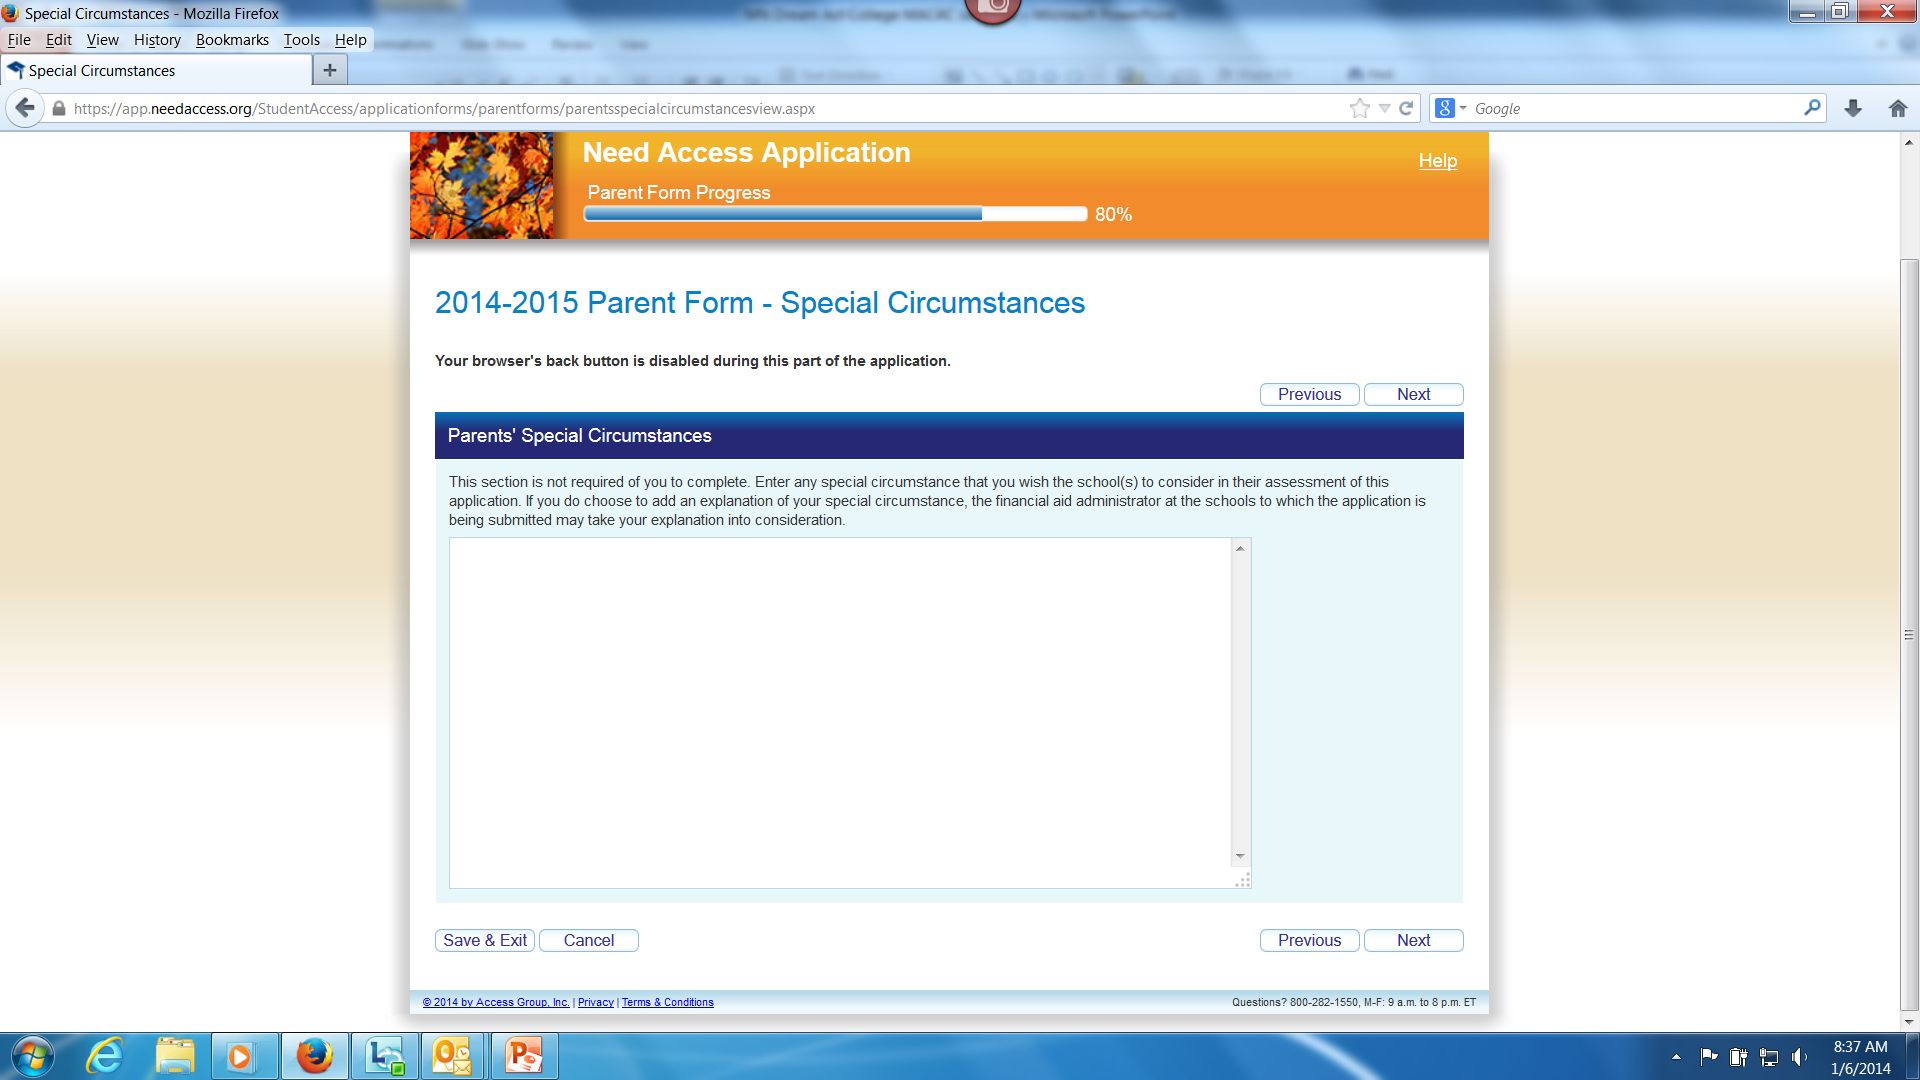 Special Circumstances - Mozilla Firefox
File Edit View History Bookmarks Tools Help
Special Circumstances
https://app.needaccess.org/StudentAccess/applicationforms/parentforms/parentsspecialcircumstancesview.aspx
Google
Need Access Application
Help
Parent Form Progress
80%
2014-2015 Parent Form - Special Circumstances
Your browser's back button is disabled during this part of the application.
Previous Next
Parents' Special Circumstances
This section is not required of you to complete. Enter any special circumstance that you wish the school(s) to consider in their assessment of this
application. If you do choose to add an explanation of your special circumstance, the financial aid administrator at the schools to which the application is
being submitted may take your explanation into consideration.
Save & Exit Cancel Previous Next
© 2014 by Access Group, Inc. | Privacy | Terms & Conditions Questions? 800-282-1550, M-F: 9 a.m. to 8 p.m. ET
8:37 AM
1/6/2014